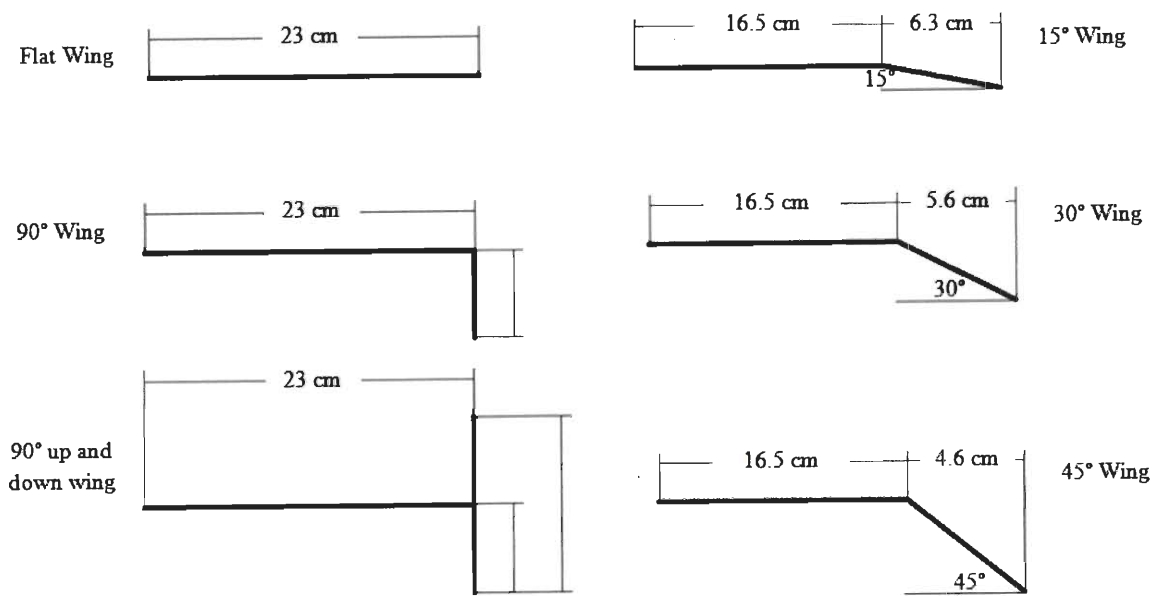 Flat Wing
23 cm
16.5 cm
6.3 cm
15° Wing
15°
90° Wing
23 cm
16.5 cm
5.6 cm
30° Wing
30°
90° up and
down wing
23 cm
16.5 cm
4.6 cm
45° Wing
45°